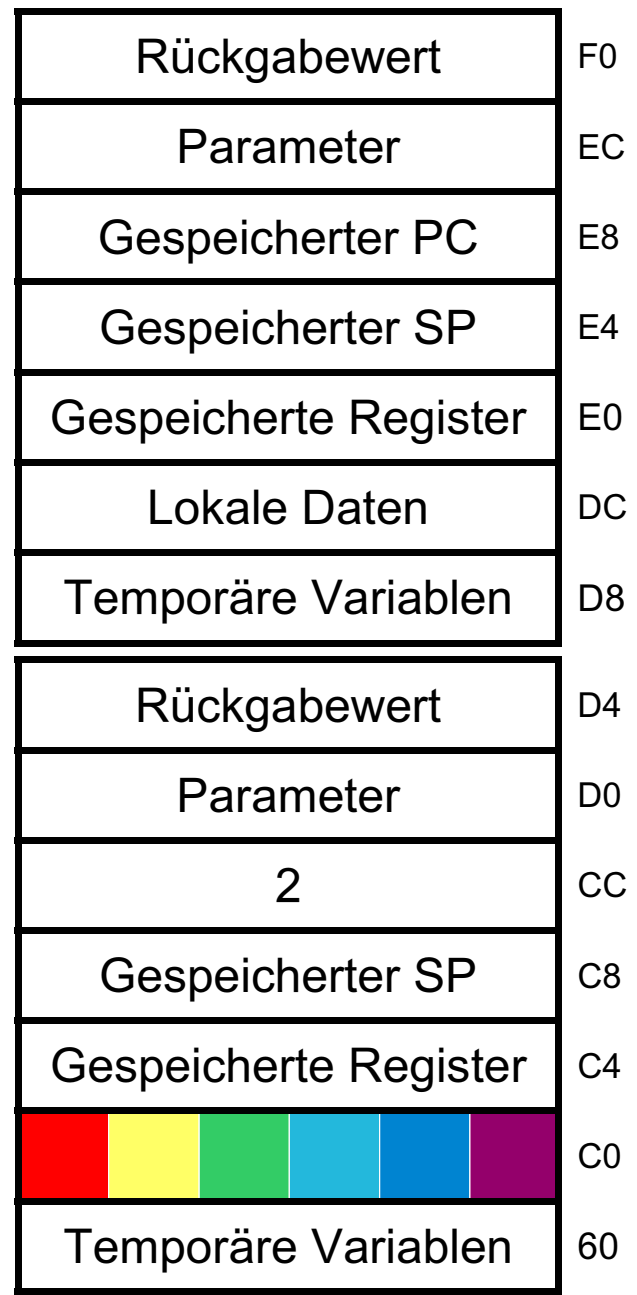 Rückgabewert F0
Parameter EC
Gespeicherter PC E8
Gespeicherter SP E4
Gespeicherte Register E0
Lokale Daten DC
Temporäre Variablen D8
Rückgabewert D4
Parameter D0
2 CC
Gespeicherter SP C8
Gespeicherte Register C4
C0
Temporäre Variablen 60